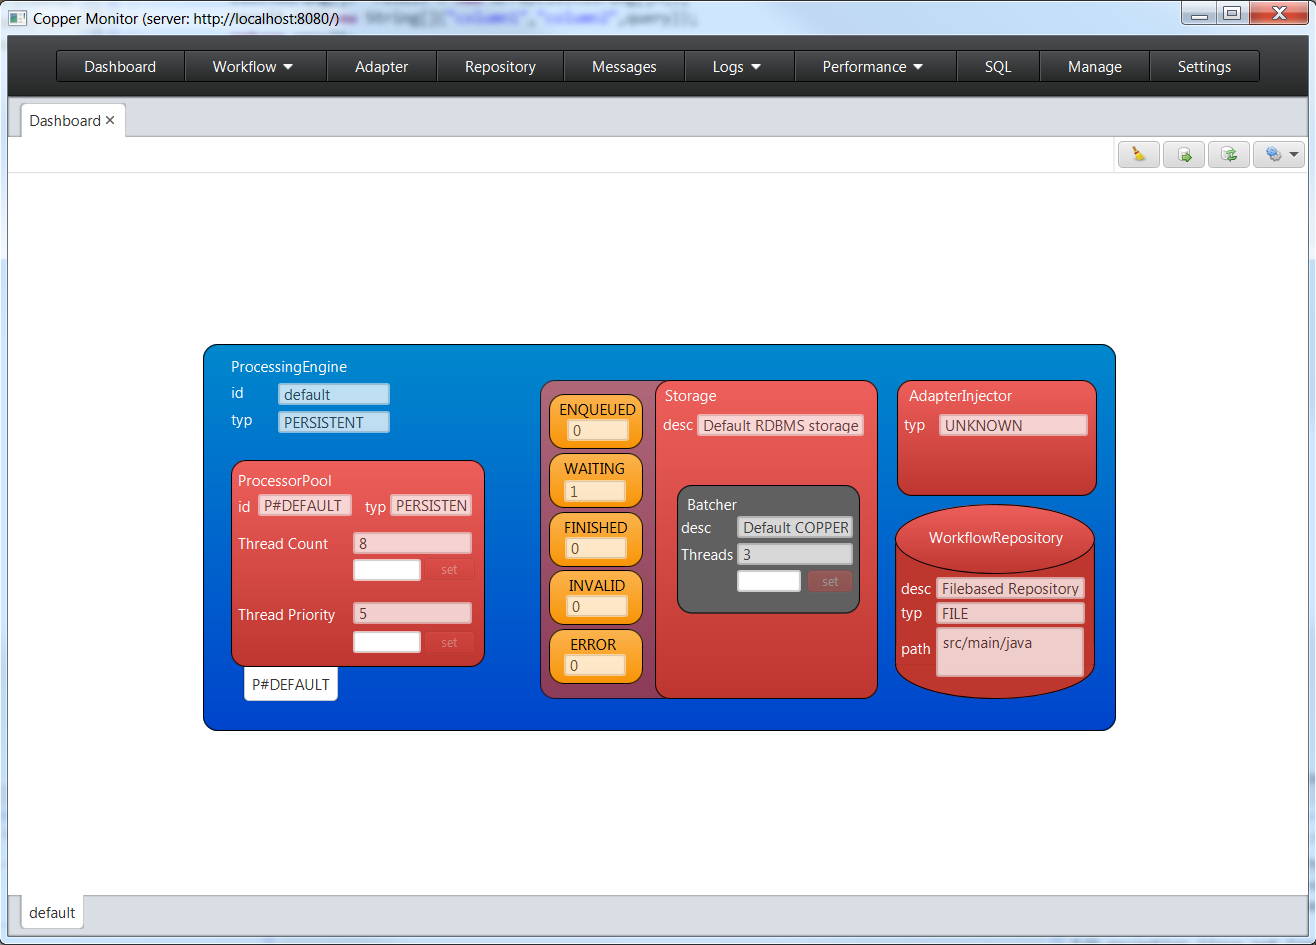 Copper Monitor (server: http://localhost:8080/)
Dashboard Workflow Adapter Repository Messages Logs Performance SQL Manage Settings
Dashboard
ProcessingEngine
id default
typ PERSISTENT
ProcessorPool
id P#DEFAULT typ PERSISTEN
Thread Count 8
set
Thread Priority 5
set
P#DEFAULT
ENQUEUED
0
WAITING
1
FINISHED
0
INVALID
0
ERROR
0
Storage
desc Default RDBMS storage
Batcher
desc Default COPPER
Threads 3
set
AdapterInjector
typ UNKNOWN
WorkflowRepository
desc Filebased Repository
typ FILE
path src/main/java
default